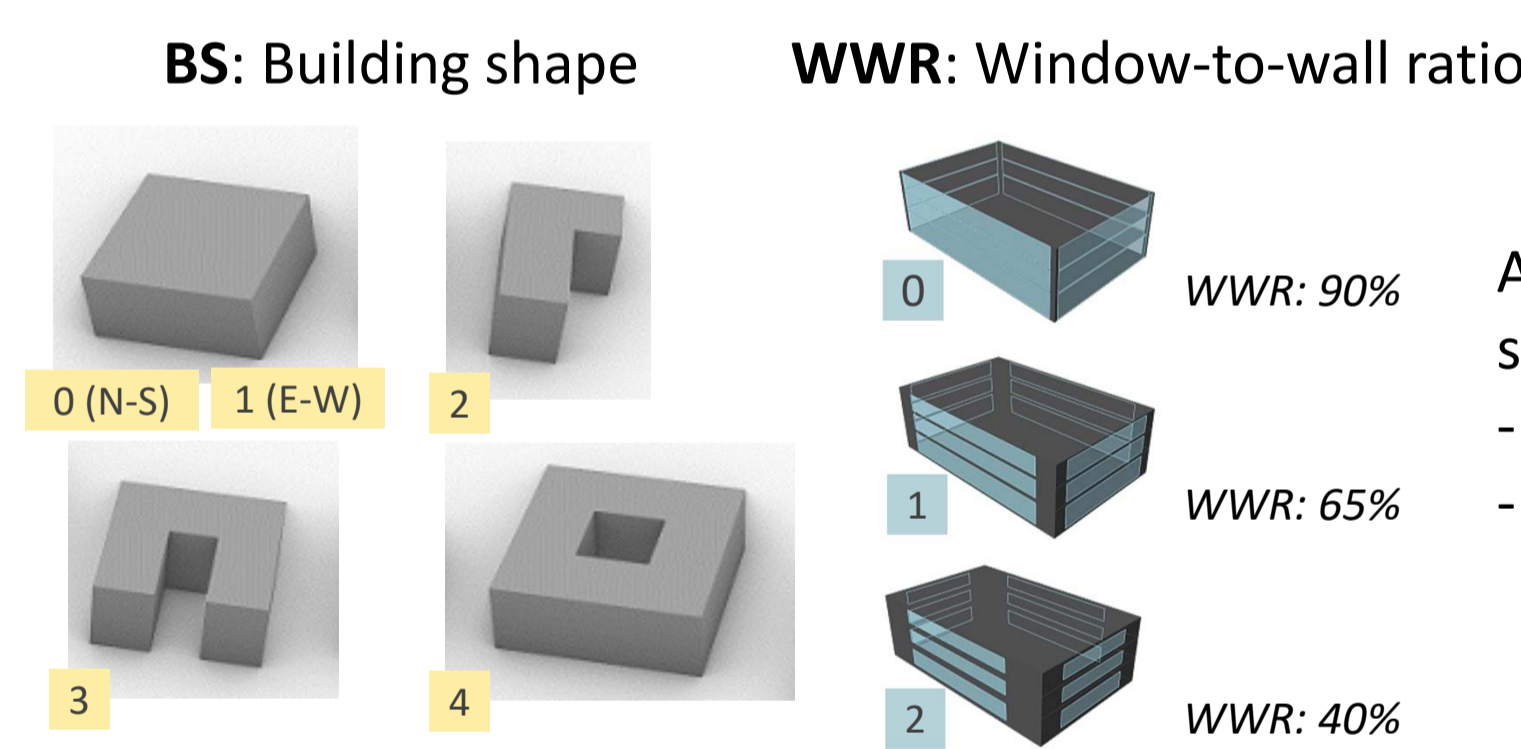 BS: Building shape
0 (N-S)
1 (E-W)
2
3
4
WWR: Window-to-wall ratio
0
WWR: 90%
1
WWR: 65%
2
WWR: 40%
A
s
-
-